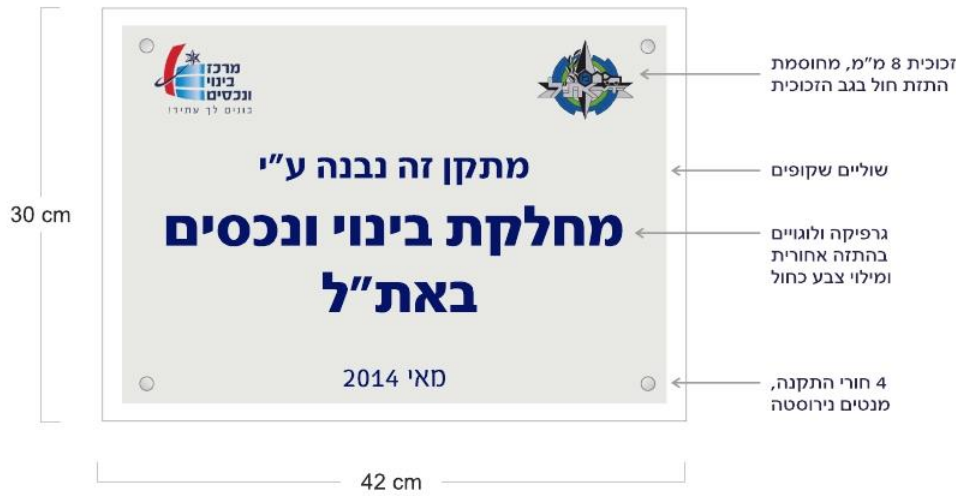 מרכז
בינוי
ונכסים
בונים לך עתיד!
מתקן זה נבנה ע״י
מחלקת בינוי ונכסים
באת״ל
מאי 2014
30 cm
42 cm
זכוכית 8 מ״מ, מחוסמת
התזת חול בגב הזכוכית
שוליים שקופים
גרפיקה ולוגויים
בהתזה אחורית
ומילוי צבע כחול
4 חורי התקנה,
מנטים נירוסטה